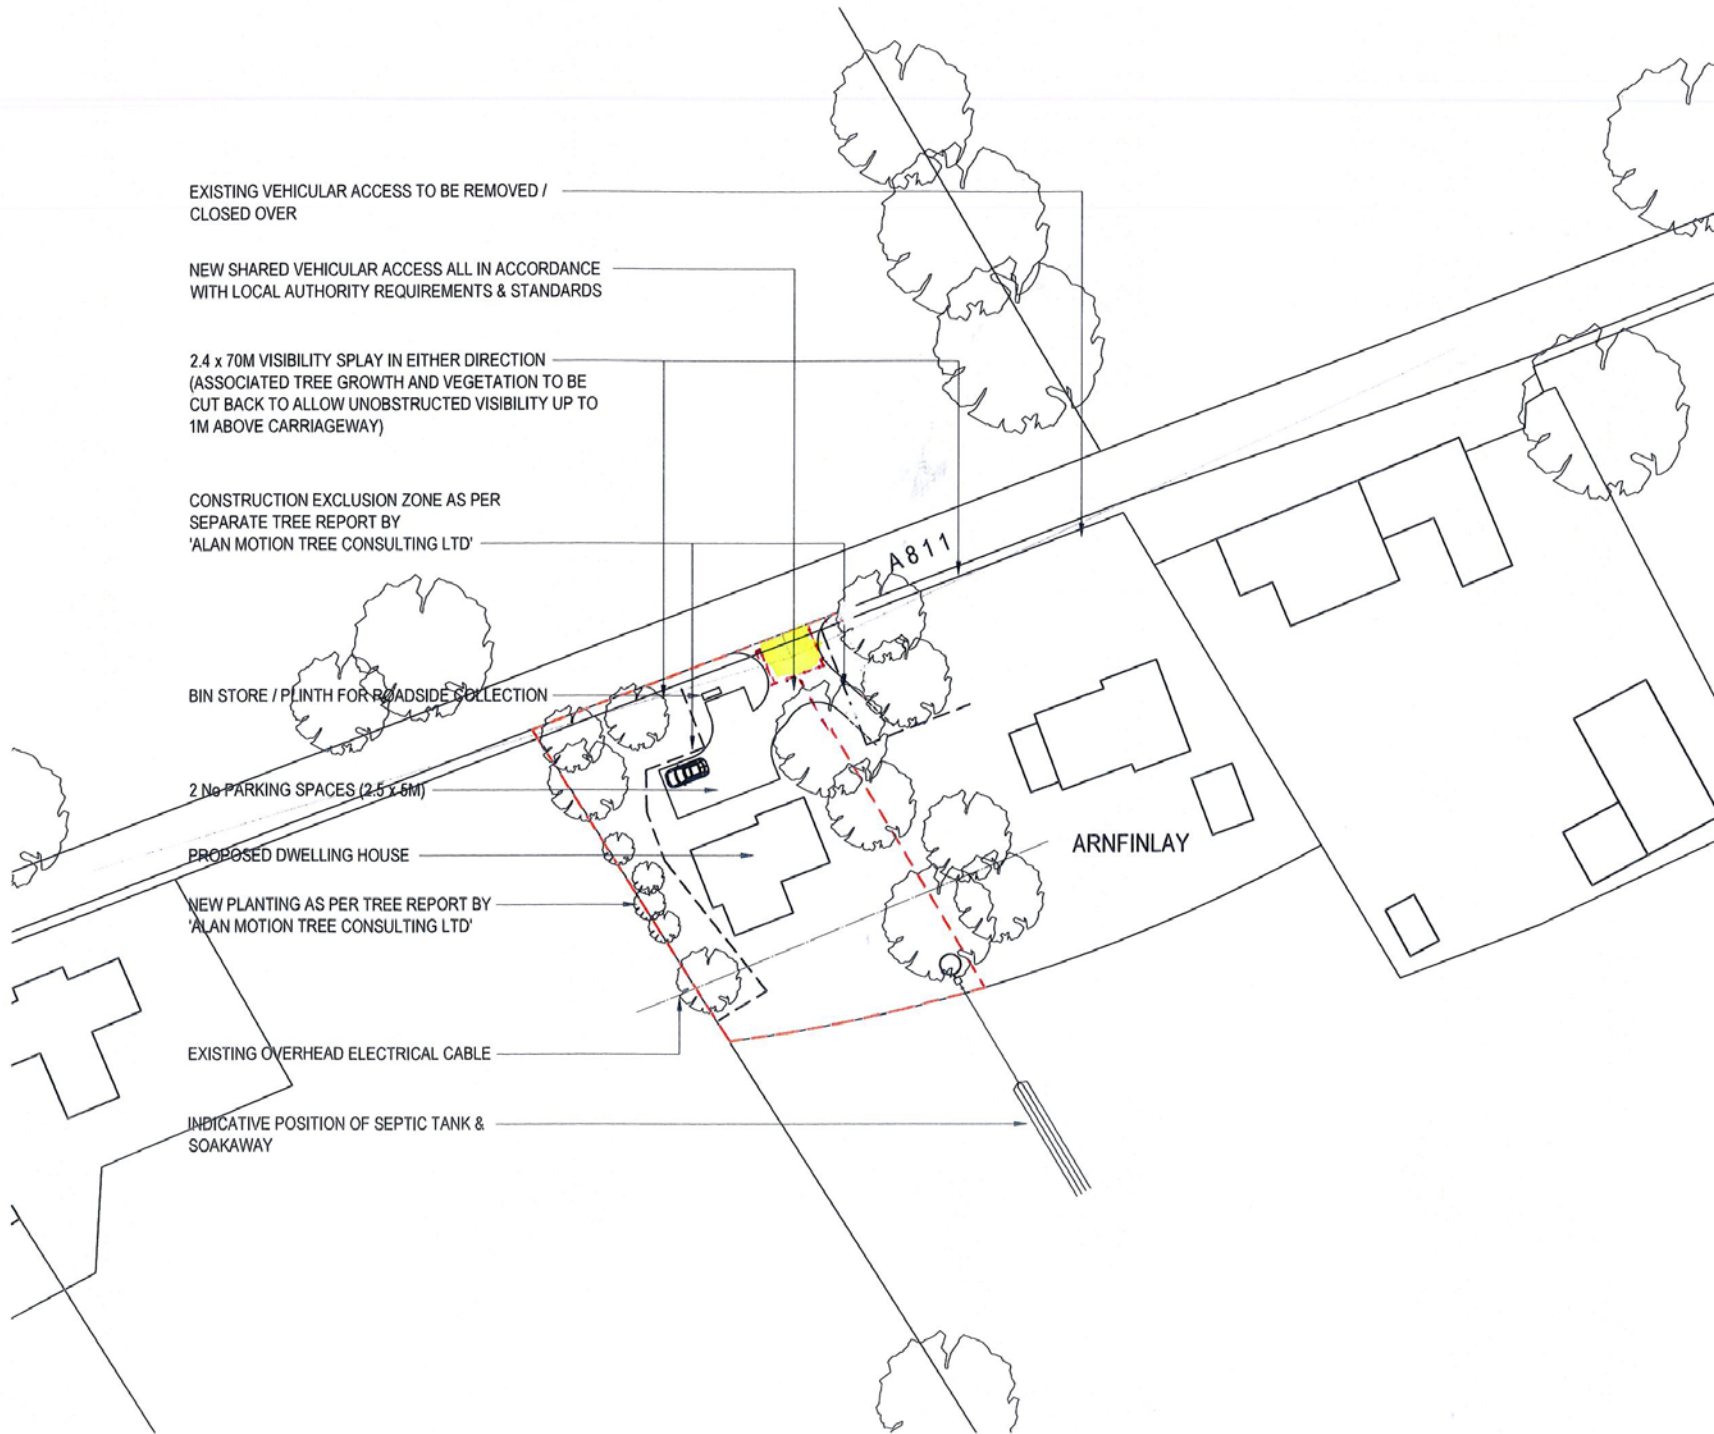 EXISTING VEHICULAR ACCESS TO BE REMOVED /
CLOSED OVER
NEW SHARED VEHICULAR ACCESS ALL IN ACCORDANCE
WITH LOCAL AUTHORITY REQUIREMENTS & STANDARDS
2.4 x 70M VISIBILITY SPLAY IN EITHER DIRECTION
(ASSOCIATED TREE GROWTH AND VEGETATION TO BE
CUT BACK TO ALLOW UNOBSTRUCTED VISIBILITY UP TO
1M ABOVE CARRIAGEWAY)
CONSTRUCTION EXCLUSION ZONE AS PER
SEPARATE TREE REPORT BY
'ALAN MOTION TREE CONSULTING LTD'
A811
BIN STORE / PLINTH FOR ROADSIDE COLLECTION
2 No PARKING SPACES (2.5 x 5M)
ARNFINLAY
PROPOSED DWELLING HOUSE
NEW PLANTING AS PER TREE REPORT BY
'ALAN MOTION TREE CONSULTING LTD'
EXISTING OVERHEAD ELECTRICAL CABLE
INDICATIVE POSITION OF SEPTIC TANK &
SOAKAWAY